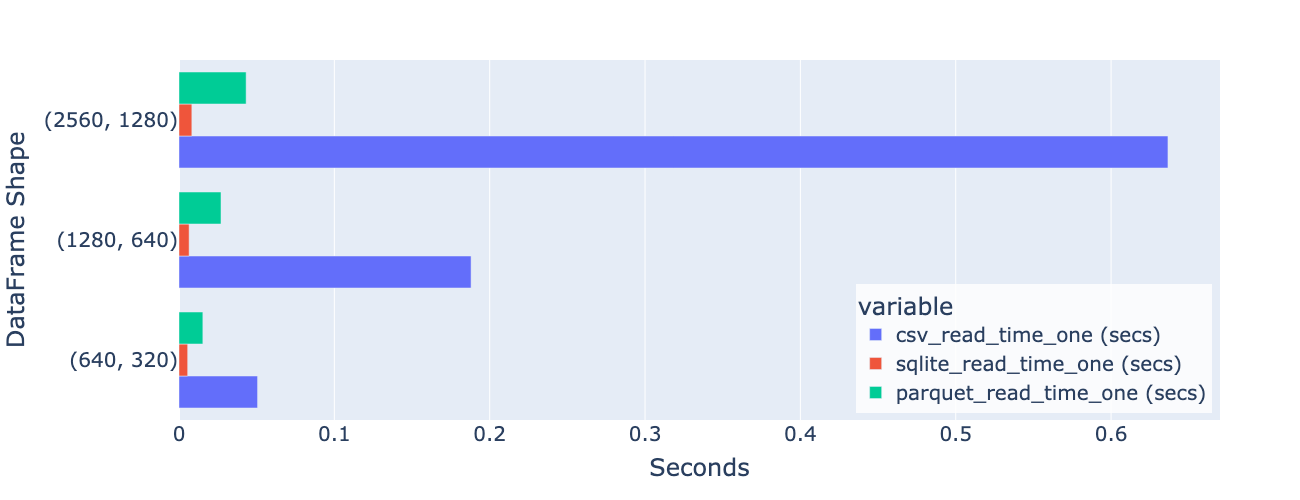 DataFrame Shape
(2560, 1280)
(1280, 640)
(640, 320)
variable
csv_read_time_one (secs)
sqlite_read_time_one (secs)
parquet_read_time_one (secs)
0 0.1 0.2 0.3 0.4 0.5 0.6
Seconds